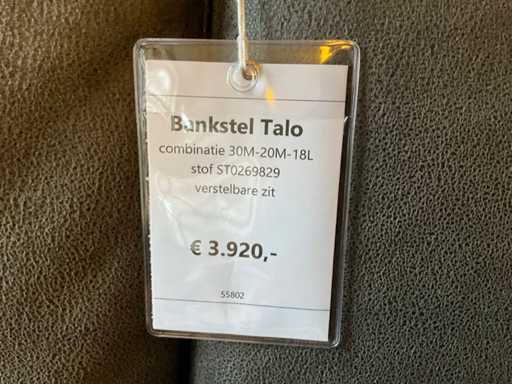 Bankstel Talo
combinatie 30M-20M-18L
stof ST0269829
verstelbare zit
€ 3.920,-
55802